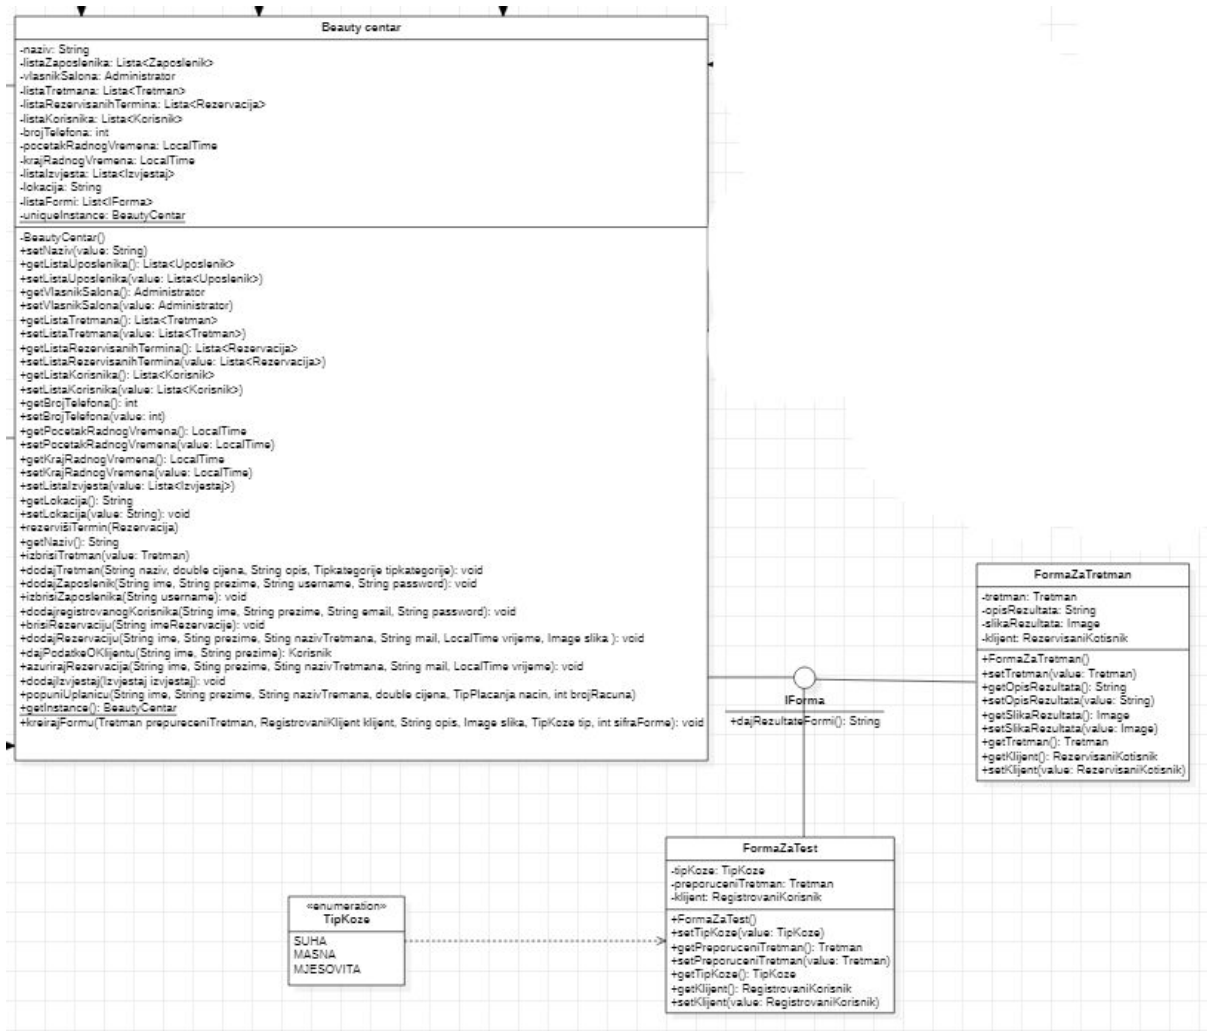 Beauty centar
-naziv: String
-listaZaposlenika: Lista<Zaposlenik>
-vlasnikSalona: Administrator
-listaTretmana: Lista<Tretman>
-listaRezervisanihTermina: Lista<Rezervacija>
-listaKorisnika: Lista<Korisnik>
-brojTelefona: int
-pocetakRadnogVremena: LocalTime
-krajRadnogVremena: LocalTime
-listaIzvjesta: Lista<Izvjestaj>
-lokacija: String
-listaFormi: List<IForma>
-uniqueInstance: BeautyCentar
-BeautyCentar()
+setNaziv(value: String)
+getListaUposlenika(): Lista<Uposlenik>
+setListaUposlenika(value: Lista<Uposlenik>)
+getVlasnikSalona(): Administrator
+setVlasnikSalona(value: Administrator)
+getListaTretmana(): Lista<Tretman>
+setListaTretmana(value: Lista<Tretman>)
+getListaRezervisanihTermina(): Lista<Rezervacija>
+setListaRezervisanihTermina(value: Lista<Rezervacija>)
+getListaKorisnika(): Lista<Korisnik>
+setListaKorisnika(value: Lista<Korisnik>)
+getBrojTelefona(): int
+setBrojTelefona(value: int)
+getPocetakRadnogVremena(): LocalTime
+setPocetakRadnogVremena(value: LocalTime)
+getKrajRadnogVremena(): LocalTime
+setKrajRadnogVremena(value: LocalTime)
+setListaIzvjesta(value: Lista<Izvjestaj>)
+getLokacija(): String
+setLokacija(value: String): void
+rezervišiTermin(Rezervacija)
+getNaziv(): String
+izbrisiTretman(value: Tretman)
+dodajTretman(String naziv, double cijena, String opis, Tipkategorije tipkategorije): void
+dodajZaposlenik(String ime, String prezime, String username, String password): void
+izbrisiZaposlenika(String username): void
+dodajregistrovanogKorisnika(String ime, String prezime, String email, String password): void
+brisiRezervaciju(String imeRezervacije): void
+dodajRezervaciju(String ime, Sting prezime, Sting nazivTretmana, String mail, LocalTime vrijeme, Image slika ): void
+dajPodatkeOKlijentu(String ime, String prezime): Korisnik
+azurirajRezervacija(String ime, Sting prezime, Sting nazivTretmana, String mail, LocalTime vrijeme): void
+dodajIzvjestaj(Izvjestaj izvjestaj): void
+popuniUplanicu(String ime, String prezime, String nazivTremana, double cijena, TipPlacanja nacin, int brojRacuna)
+getInstance(): BeautyCentar
+kreirajFormu(Tretman prepureceniTretman, RegistrovaniKlijent klijent, String opis, Image slika, TipKoze tip, int sifraForme): void
IForma
+dajRezultateFormi(): String
FormaZaTretman
-tretman: Tretman
-opisRezultata: String
-slikaRezultata: Image
-klijent: RezervisaniKotisnik
+FormaZaTretman()
+setTretman(value: Tretman)
+getOpisRezultata(): String
+setOpisRezultata(value: String)
+getSlikaRezultata(): Image
+setSlikaRezultata(value: Image)
+getTretman(): Tretman
+getKlijent(): RezervisaniKotisnik
+setKlijent(value: RezervisaniKotisnik)
FormaZaTest
-tipKoze: TipKoze
-preporuceniTretman: Tretman
-klijent: RegistrovaniKorisnik
+FormaZaTest()
+setTipKoze(value: TipKoze)
+getPreporuceniTretman(): Tretman
+setPreporuceniTretman(value: Tretman)
+getTipKoze(): TipKoze
+getKlijent(): RegistrovaniKorisnik
+setKlijent(value: RegistrovaniKorisnik)
«enumeration»
TipKoze
SUHA
MASNA
MJESOVITA